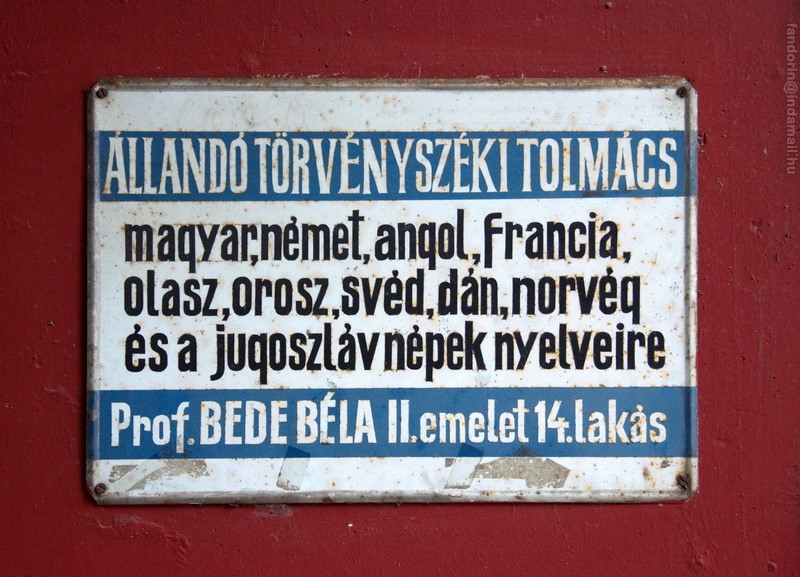 ÁLLANDÓ TÖRVÉNYSZÉKI TOLMÁCS
magyar, német, angol, francia,
olasz, orosz, svéd, dán, norvég
és a jugoszláv népek nyelveire
Prof. BEDE BÉLA II. emelet 14. lakás
fandorin@indamail.hu